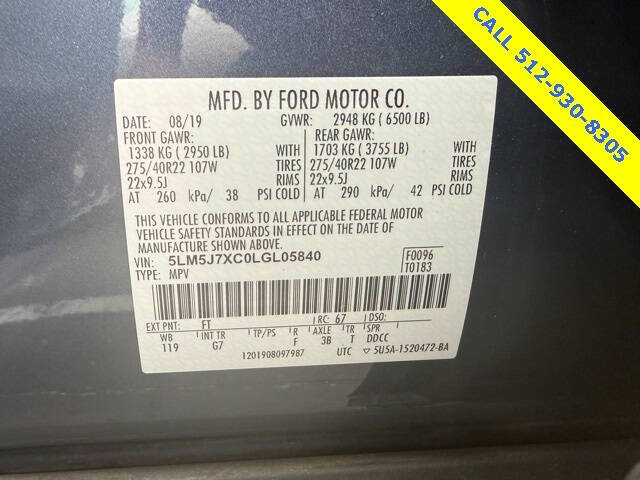 CALL 512-930-8305
MFD. BY FORD MOTOR CO.
DATE: 08/19 GVWR: 2948 KG ( 6500 LB)
FRONT GAWR: REAR GAWR:
1338 KG ( 2950 LB) WITH 1703 KG ( 3755 LB) WITH
275/40R22 107W TIRES 275/40R22 107W TIRES
22x9.5J RIMS 22x9.5J RIMS
AT 260 kPa/ 38 PSI COLD AT 290 kPa/ 42 PSI COLD
THIS VEHICLE CONFORMS TO ALL APPLICABLE FEDERAL MOTOR
VEHICLE SAFETY STANDARDS IN EFFECT ON THE DATE OF
MANUFACTURE SHOWN ABOVE.
VIN: 5LM5J7XC0LGL05840 F0096
TYPE: MPV T0183
EXT PNT: FT RC: 67
WB INT TR TP/PS R AXLE TR SPR
119 G7 F 3B T DDCC
1201908097987 UTC 5U5A-1520472-BA